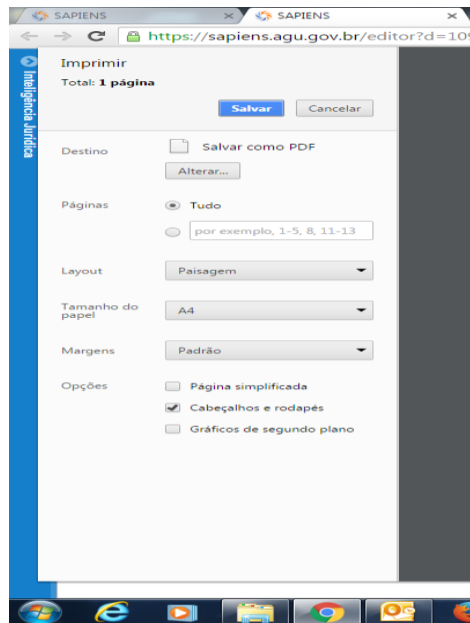 SAPIENS
SAPIENS
https://sapiens.agu.gov.br/editor?d=109
Inteligência Jurídica
Imprimir
Total: 1 página
Salvar
Cancelar
Destino
Salvar como PDF
Alterar...
Páginas
Tudo
por exemplo, 1-5, 8, 11-13
Layout
Paisagem
Tamanho do
papel
A4
Margens
Padrão
Opções
Página simplificada
Cabeçalhos e rodapés
Gráficos de segundo plano